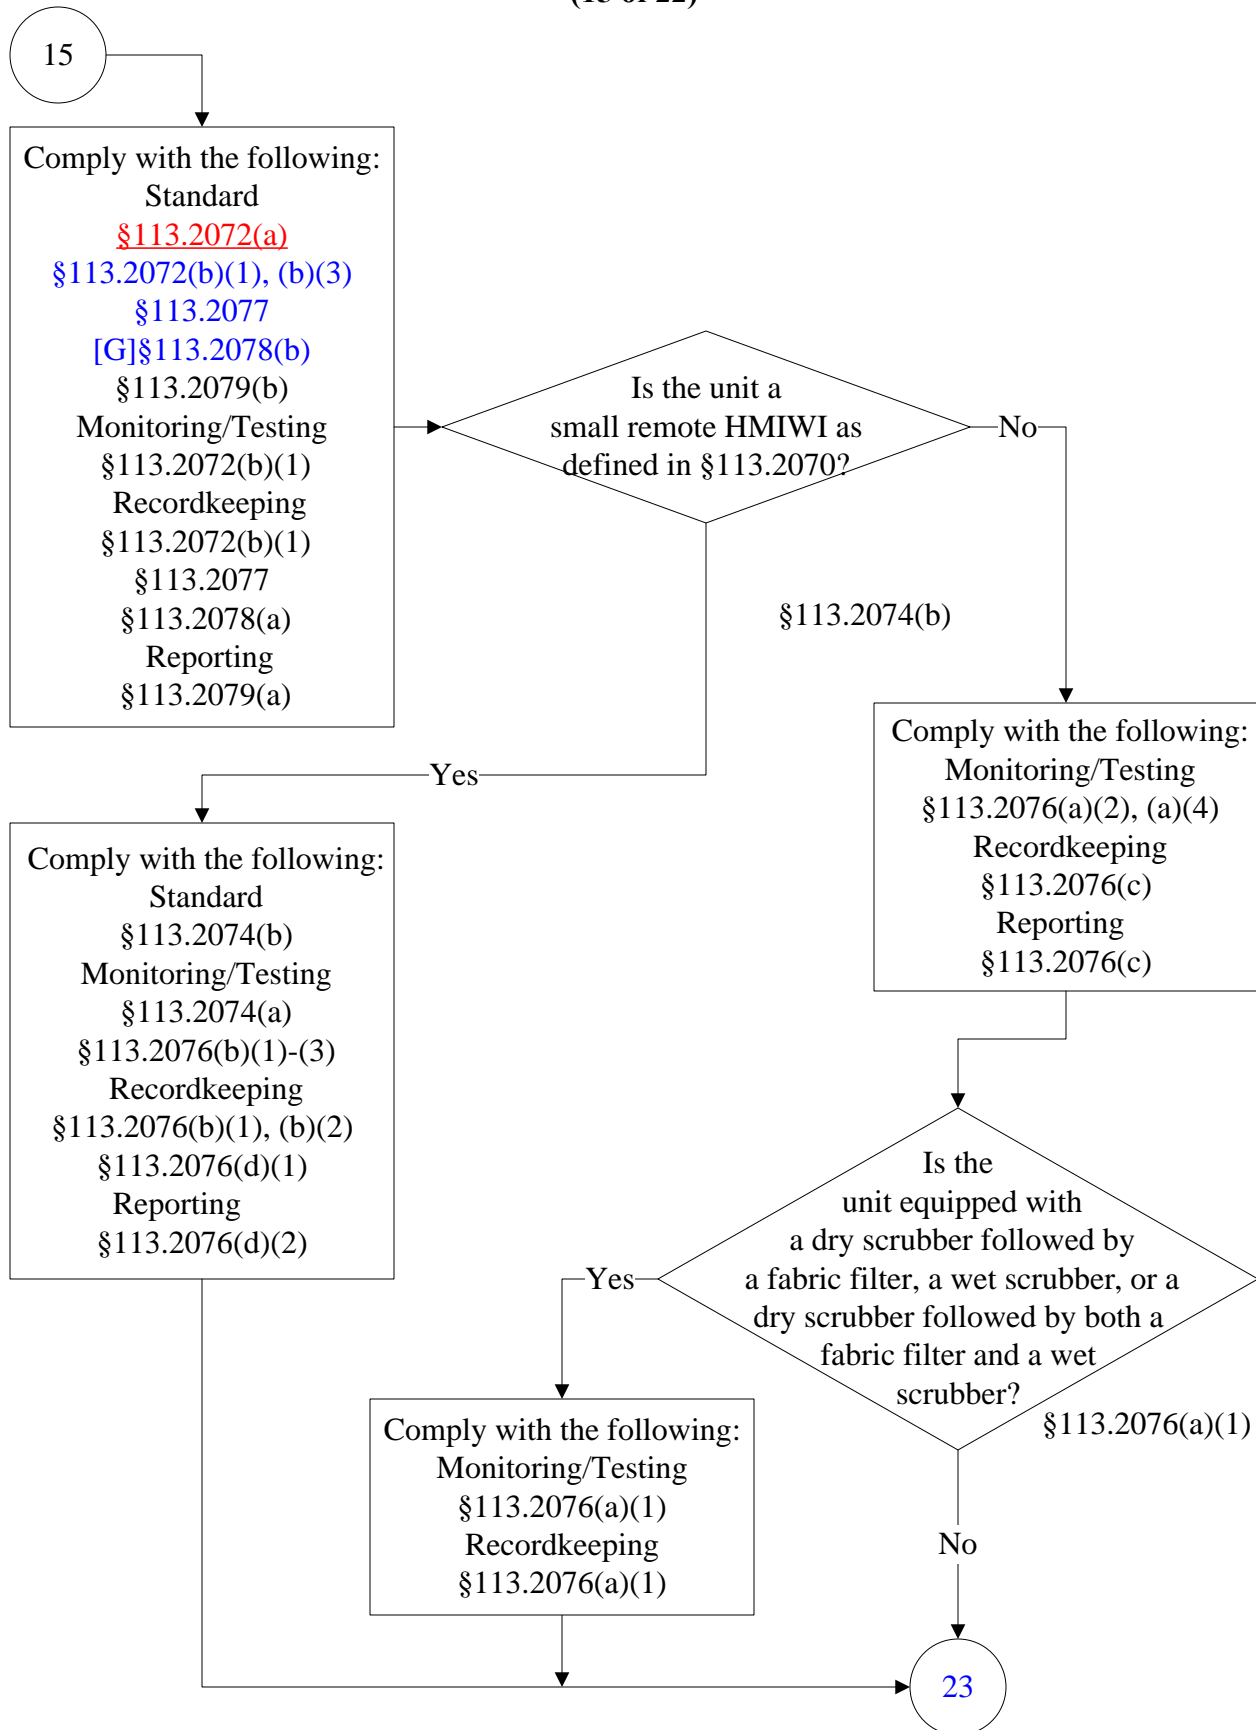 (15 of 22)
15
Comply with the following:
Standard
§113.2072(a)
§113.2072(b)(1), (b)(3)
§113.2077
[G]§113.2078(b)
§113.2079(b)
Monitoring/Testing
§113.2072(b)(1)
Recordkeeping
§113.2072(b)(1)
§113.2077
§113.2078(a)
Reporting
§113.2079(a)
Is the unit a
small remote HMIWI as
defined in §113.2070?
No
§113.2074(b)
Yes
Comply with the following:
Monitoring/Testing
§113.2076(a)(2), (a)(4)
Recordkeeping
§113.2076(c)
Reporting
§113.2076(c)
Comply with the following:
Standard
§113.2074(b)
Monitoring/Testing
§113.2074(a)
§113.2076(b)(1)-(3)
Recordkeeping
§113.2076(b)(1), (b)(2)
§113.2076(d)(1)
Reporting
§113.2076(d)(2)
Is the
unit equipped with
a dry scrubber followed by
a fabric filter, a wet scrubber, or a
dry scrubber followed by both a
fabric filter and a wet
scrubber?
§113.2076(a)(1)
Yes
Comply with the following:
Monitoring/Testing
§113.2076(a)(1)
Recordkeeping
§113.2076(a)(1)
No
23